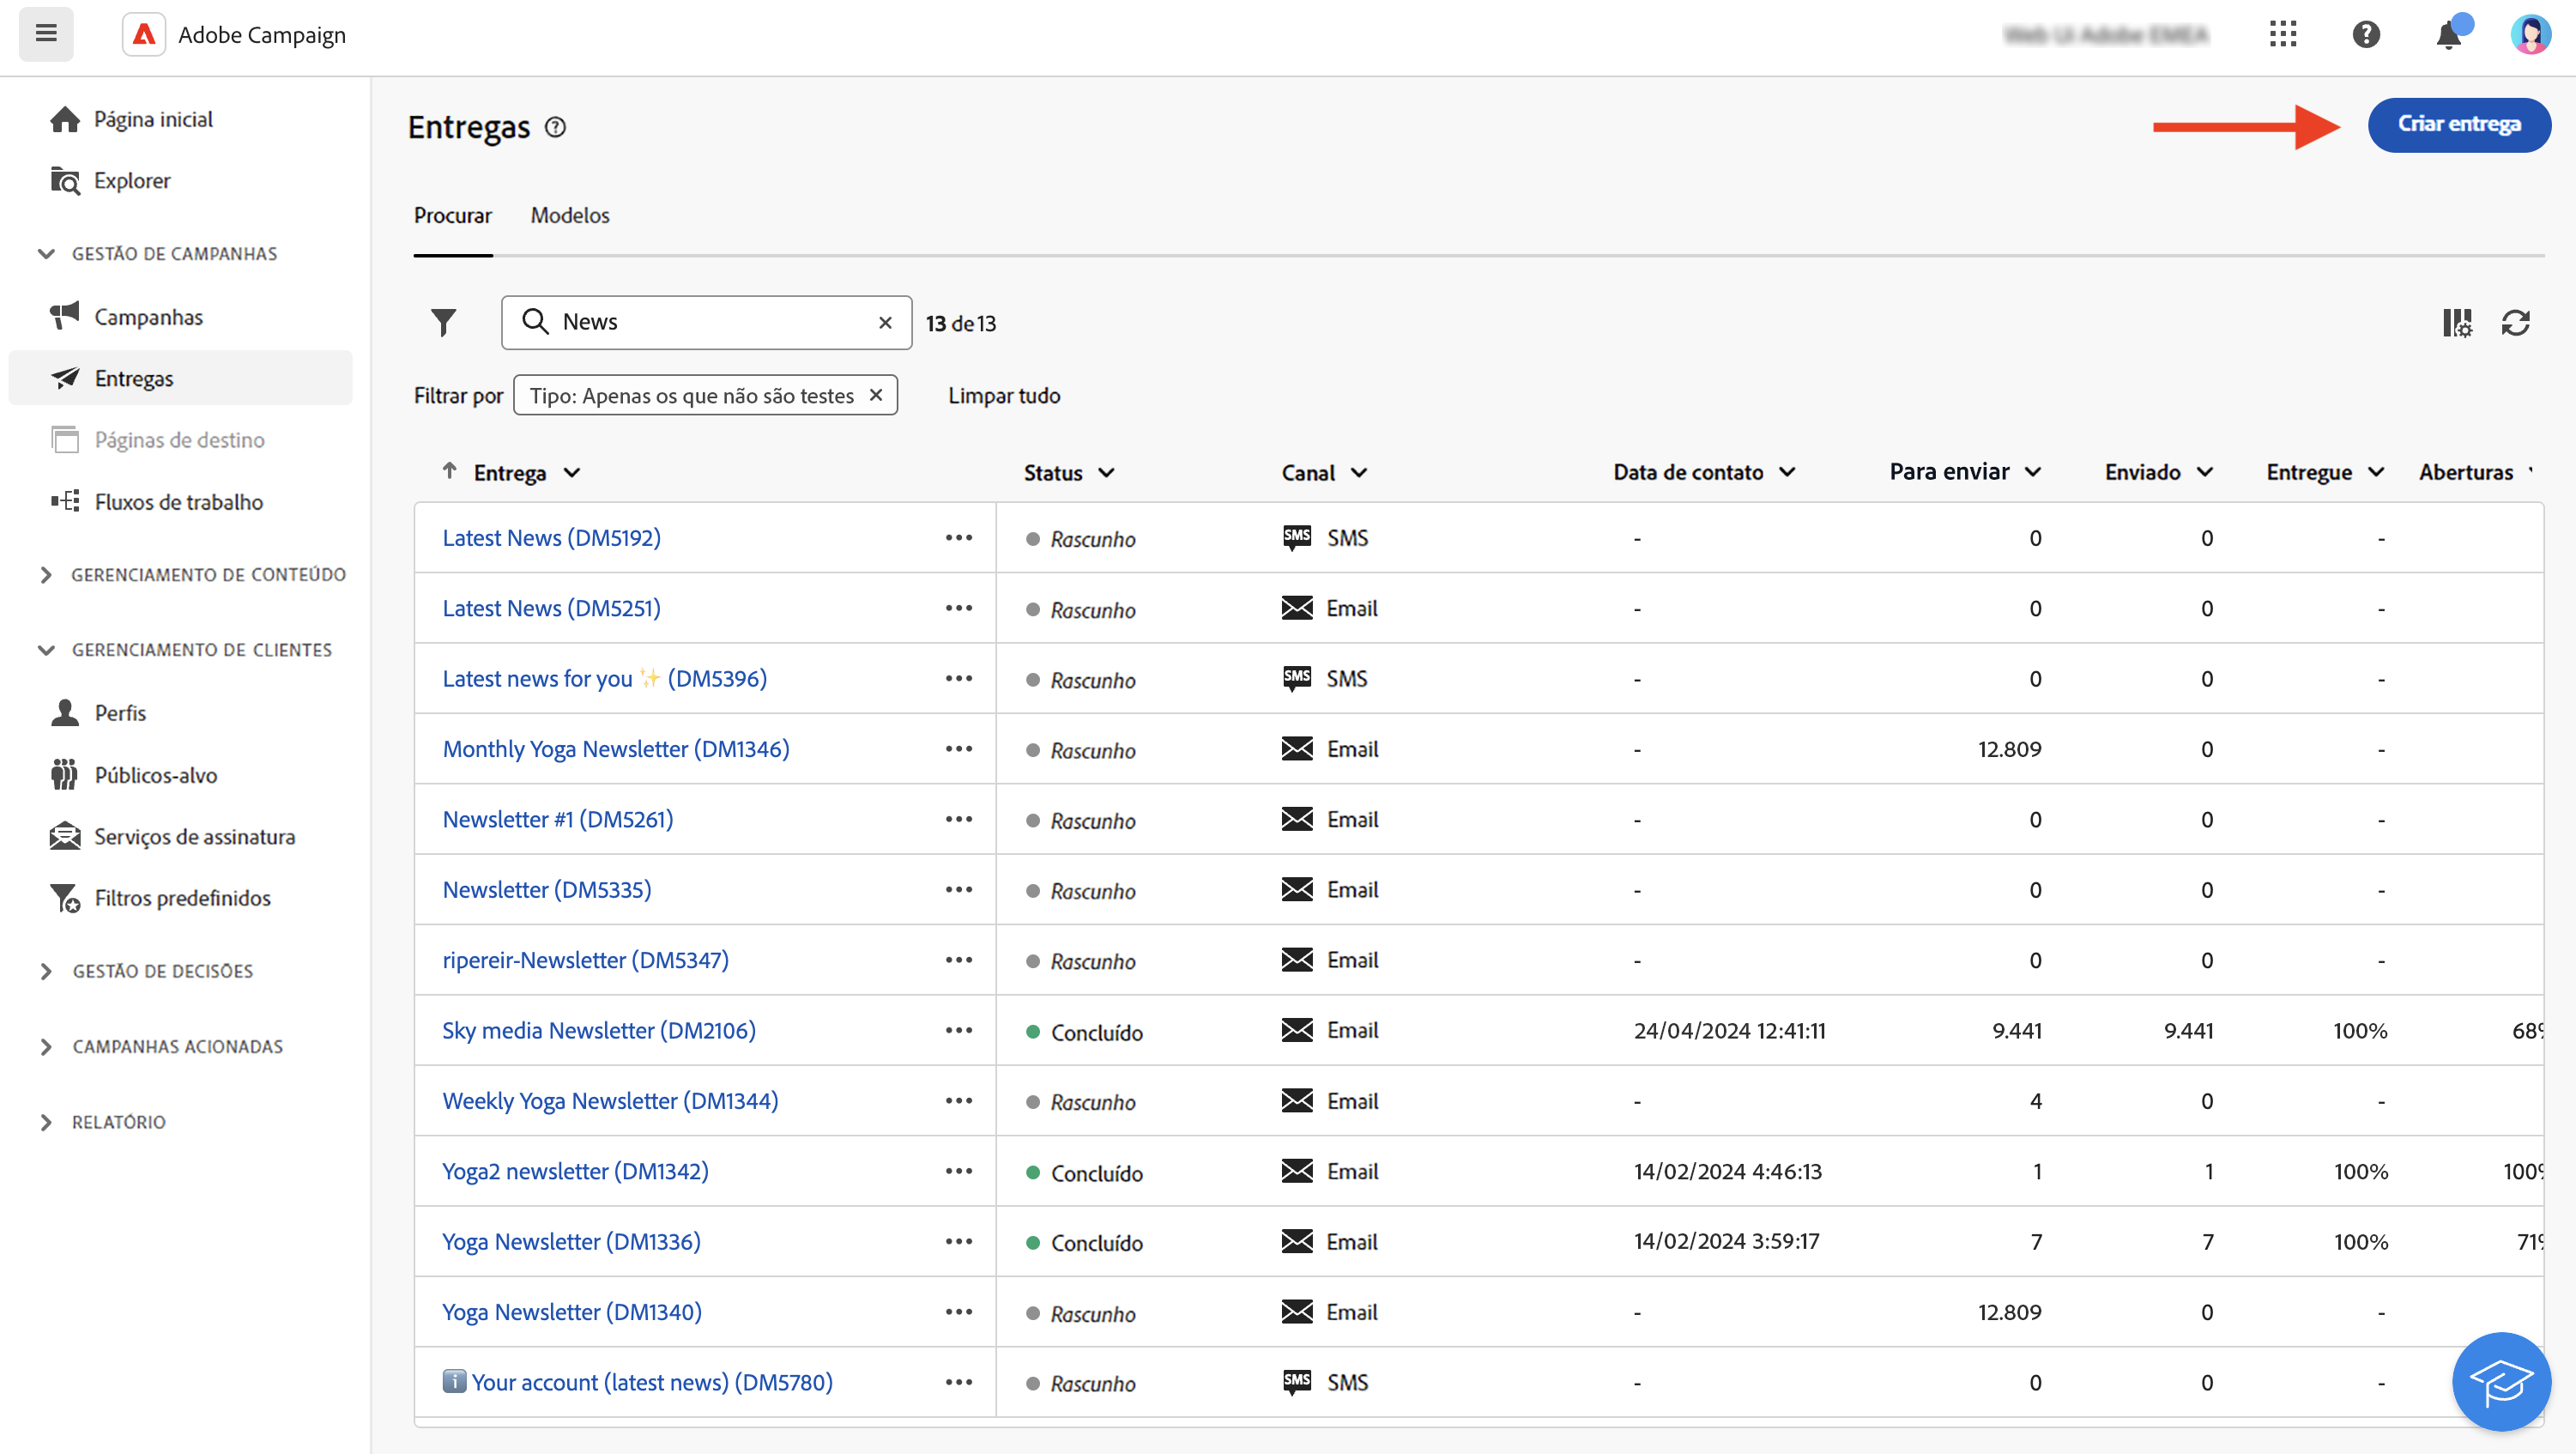 Adobe Campaign
Página inicial
Explorer
GESTÃO DE CAMPANHAS
Campanhas
Entregas
Páginas de destino
Fluxos de trabalho
GERENCIAMENTO DE CONTEÚDO
GERENCIAMENTO DE CLIENTES
Perfis
Públicos-alvo
Serviços de assinatura
Filtros predefinidos
GESTÃO DE DECISÕES
CAMPANHAS ACIONADAS
RELATÓRIO
Entregas
Criar entrega
Procurar Modelos
News 13 de 13
Filtrar por Tipo: Apenas os que não são testes Limpar tudo
Entrega Status Canal Data de contato Para enviar Enviado Entregue Aberturas
Latest News (DM5192) ••• Rascunho SMS SMS - 0 0 -
Latest News (DM5251) ••• Rascunho Email - 0 0 -
Latest news for you ✨ (DM5396) ••• Rascunho SMS SMS - 0 0 -
Monthly Yoga Newsletter (DM1346) ••• Rascunho Email - 12.809 0 -
Newsletter #1 (DM5261) ••• Rascunho Email - 0 0 -
Newsletter (DM5335) ••• Rascunho Email - 0 0 -
ripereir-Newsletter (DM5347) ••• Rascunho Email - 0 0 -
Sky media Newsletter (DM2106) ••• Concluído Email 24/04/2024 12:41:11 9.441 9.441 100% 68%
Weekly Yoga Newsletter (DM1344) ••• Rascunho Email - 4 0 -
Yoga2 newsletter (DM1342) ••• Concluído Email 14/02/2024 4:46:13 1 1 100% 100%
Yoga Newsletter (DM1336) ••• Concluído Email 14/02/2024 3:59:17 7 7 100% 71%
Yoga Newsletter (DM1340) ••• Rascunho Email - 12.809 0 -
ℹ️ Your account (latest news) (DM5780) ••• Rascunho SMS SMS - 0 0 -